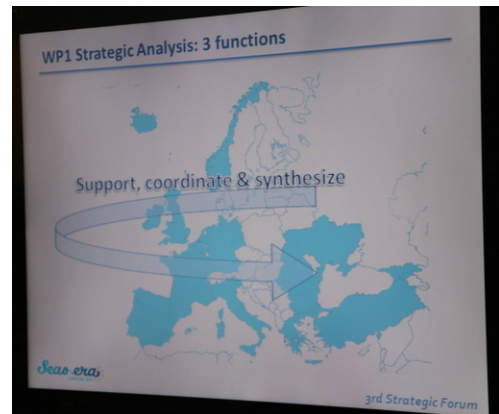 WP1 Strategic Analysis: 3 functions
Support, coordinate & synthesize
Seas era
3rd Strategic Forum